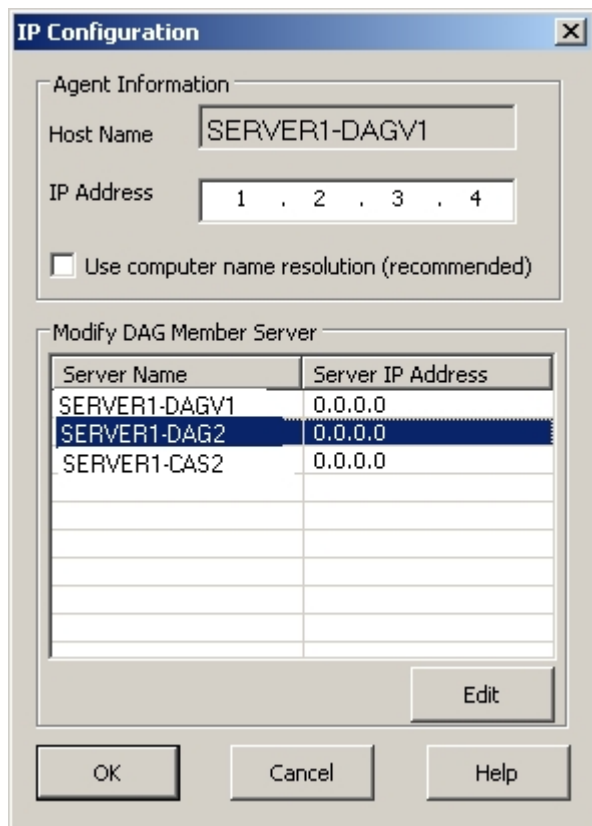 IP Configuration
Agent Information
Host Name SERVER1-DAGV1
IP Address 1 . 2 . 3 . 4
Use computer name resolution (recommended)
Modify DAG Member Server
Server Name Server IP Address
SERVER1-DAGV1 0.0.0.0
SERVER1-DAG2 0.0.0.0
SERVER1-CAS2 0.0.0.0
Edit
OK Cancel Help